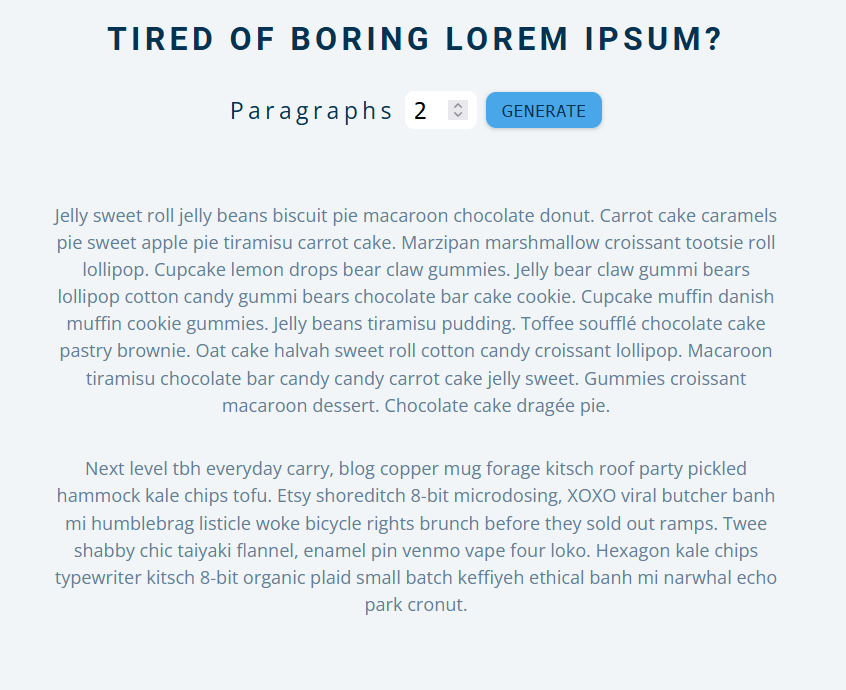 TIRED OF BORING LOREM IPSUM?
Paragraphs 2 GENERATE
Jelly sweet roll jelly beans biscuit pie macaroon chocolate donut. Carrot cake caramels
pie sweet apple pie tiramisu carrot cake. Marzipan marshmallow croissant tootsie roll
lollipop. Cupcake lemon drops bear claw gummies. Jelly bear claw gummi bears
lollipop cotton candy gummi bears chocolate bar cake cookie. Cupcake muffin danish
muffin cookie gummies. Jelly beans tiramisu pudding. Toffee soufflé chocolate cake
pastry brownie. Oat cake halvah sweet roll cotton candy croissant lollipop. Macaroon
tiramisu chocolate bar candy candy carrot cake jelly sweet. Gummies croissant
macaroon dessert. Chocolate cake dragée pie.
Next level tbh everyday carry, blog copper mug forage kitsch roof party pickled
hammock kale chips tofu. Etsy shoreditch 8-bit microdosing, XOXO viral butcher banh
mi humblebrag listicle woke bicycle rights brunch before they sold out ramps. Twee
shabby chic taiyaki flannel, enamel pin venmo vape four loko. Hexagon kale chips
typewriter kitsch 8-bit organic plaid small batch keffiyeh ethical banh mi narwhal echo
park cronut.